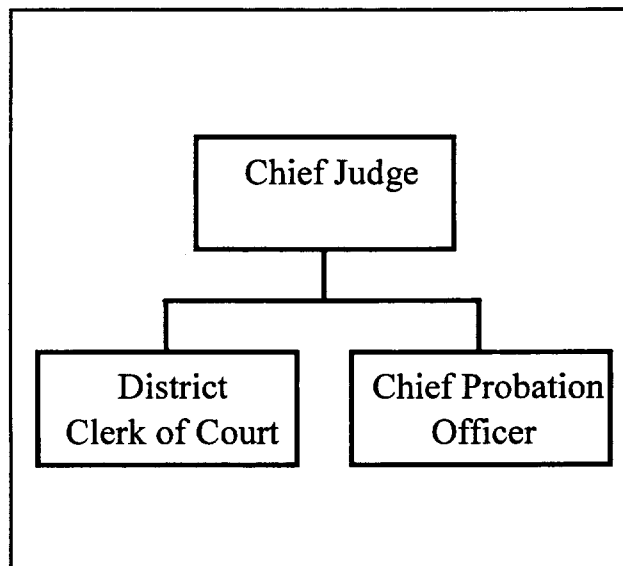 Chief Judge
District
Clerk of Court
Chief Probation
Officer